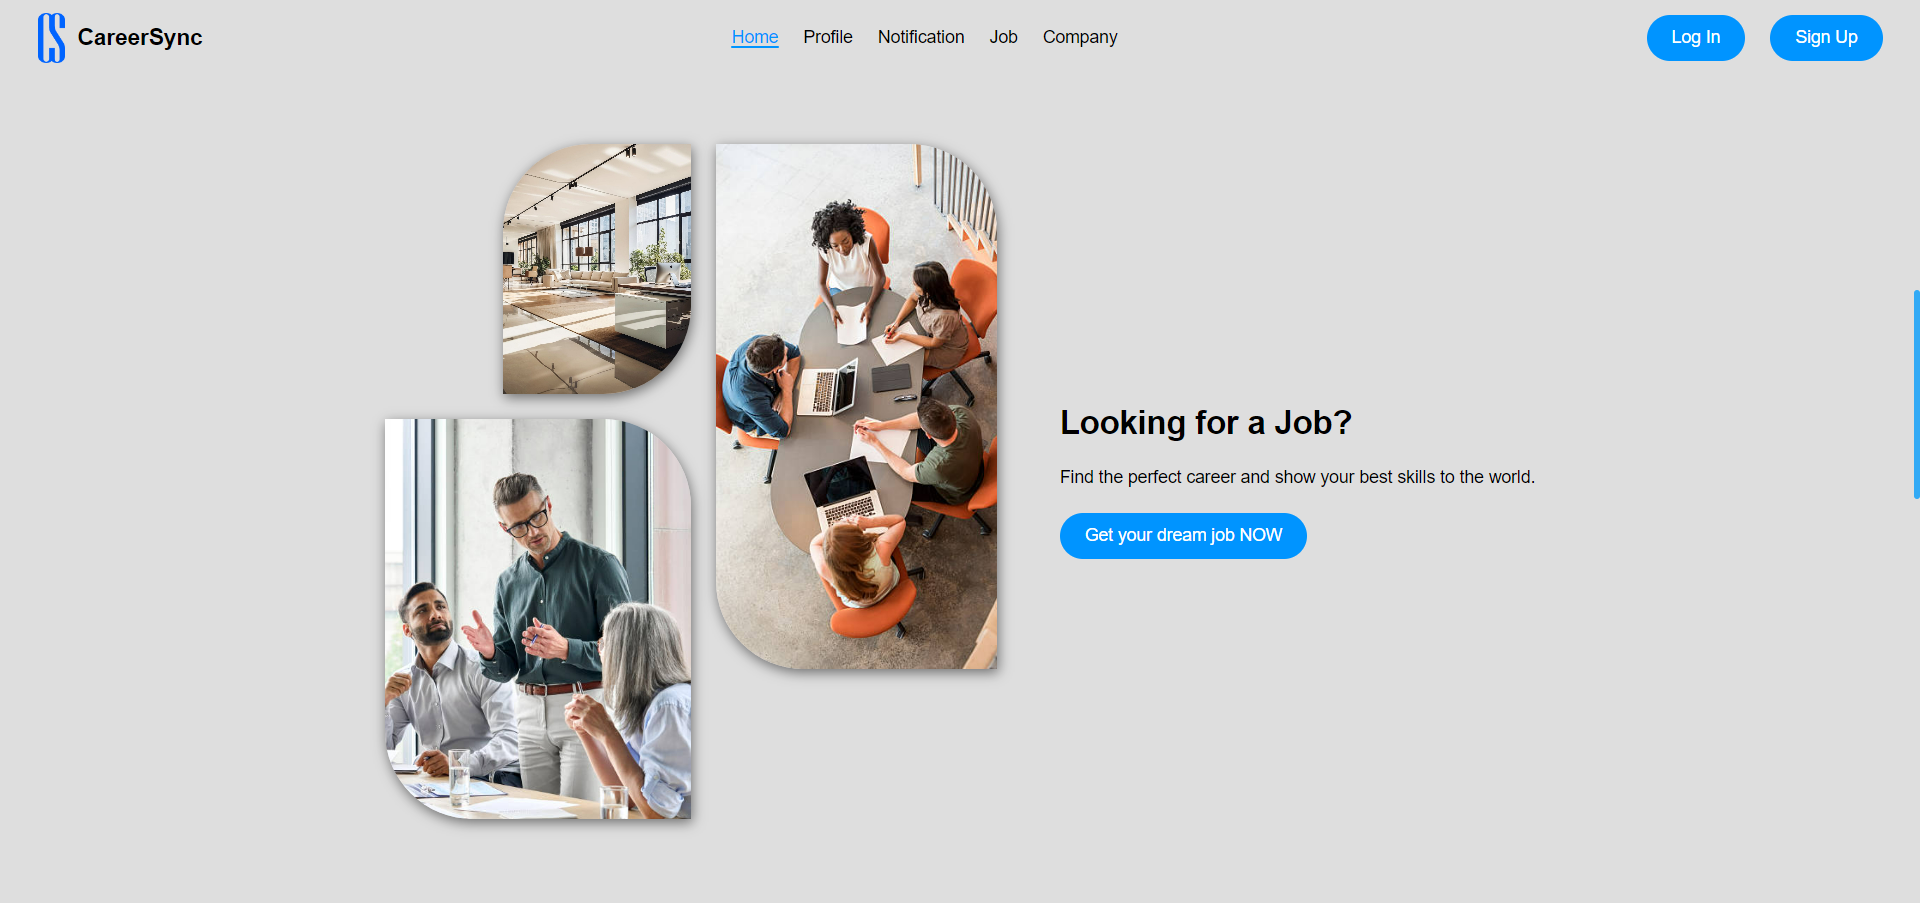 CareerSync
Home Profile Notification Job Company
Log In Sign Up
Looking for a Job?
Find the perfect career and show your best skills to the world.
Get your dream job NOW